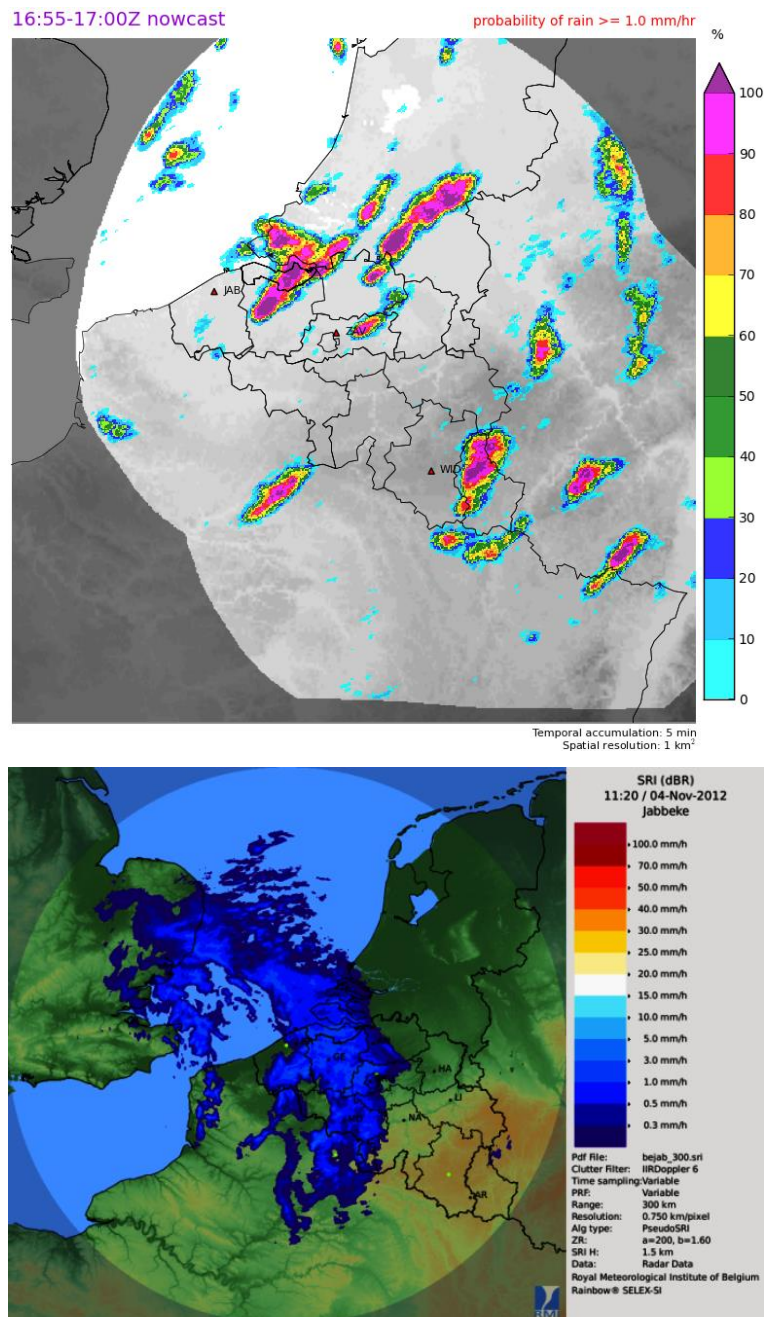 16:55-17:00Z nowcast
probability of rain >= 1.0 mm/hr
%
100
90
80
70
60
50
40
30
20
10
0
JAB
ZAV
WID
Temporal accumulation: 5 min
Spatial resolution: 1 km²
SRI (dBR)
11:20 / 04-Nov-2012
Jabbeke
100.0 mm/h
70.0 mm/h
50.0 mm/h
40.0 mm/h
30.0 mm/h
25.0 mm/h
20.0 mm/h
15.0 mm/h
10.0 mm/h
5.0 mm/h
3.0 mm/h
1.0 mm/h
0.5 mm/h
0.3 mm/h
GE
HA
LI
NA
AR
Pdf File: bejab_300.sri
Clutter Filter: IIRDoppler 6
Time sampling:Variable
PRF: Variable
Range: 300 km
Resolution: 0.750 km/pixel
Alg type: PseudoSRI
ZR: a=200, b=1.60
SRI H: 1.5 km
Data: Radar Data
Royal Meteorological Institute of Belgium
Rainbow® SELEX-SI
RMI